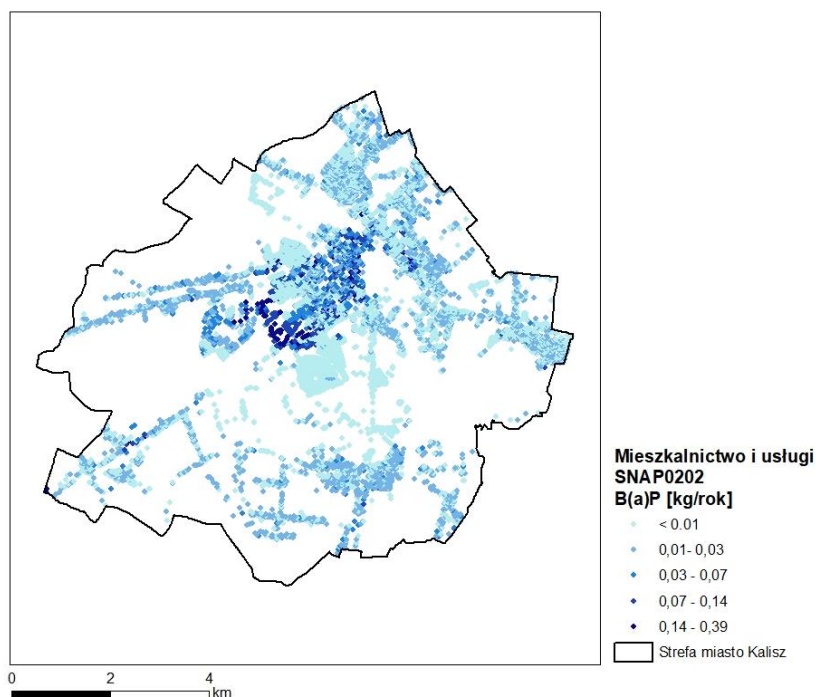 Mieszkalnictwo i usługi
SNAP0202
B(a)P [kg/rok]
< 0.01
0,01- 0,03
0,03 - 0,07
0,07 - 0,14
0,14 - 0,39
Strefa miasto Kalisz
0 2 4
km